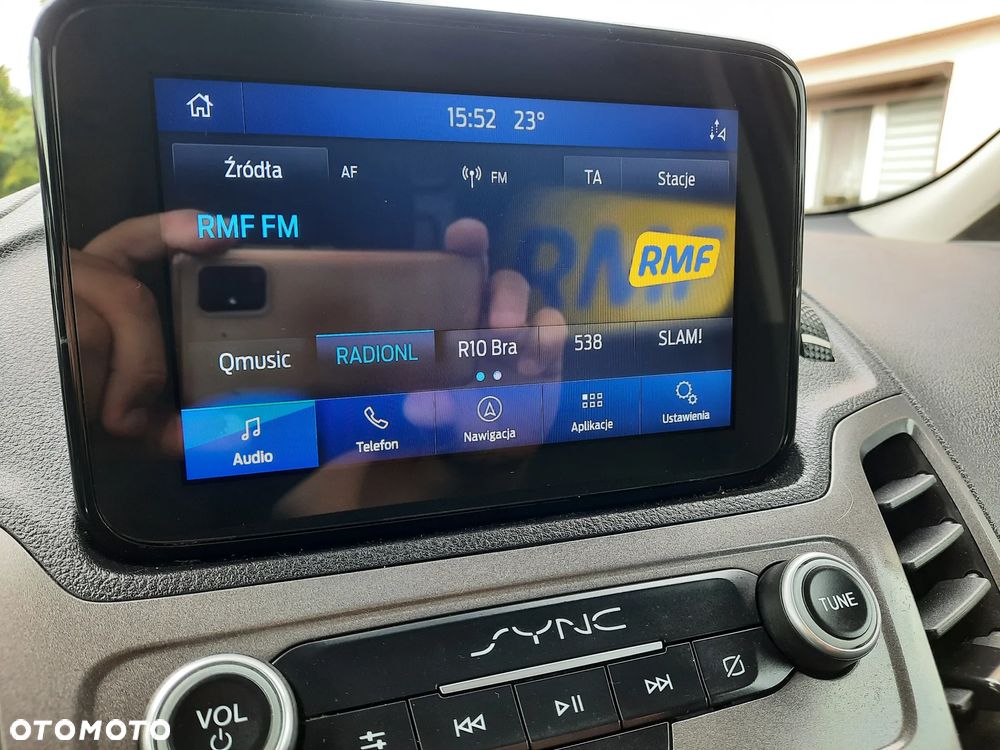 15:52 23°
Źródła AF FM TA Stacje
RMF FM
RMF
RMF
Qmusic RADIONL R10 Bra 538 SLAM!
Audio Telefon Nawigacja Aplikacje Ustawienia
SYNC
TUNE
VOL
OTOMOTO